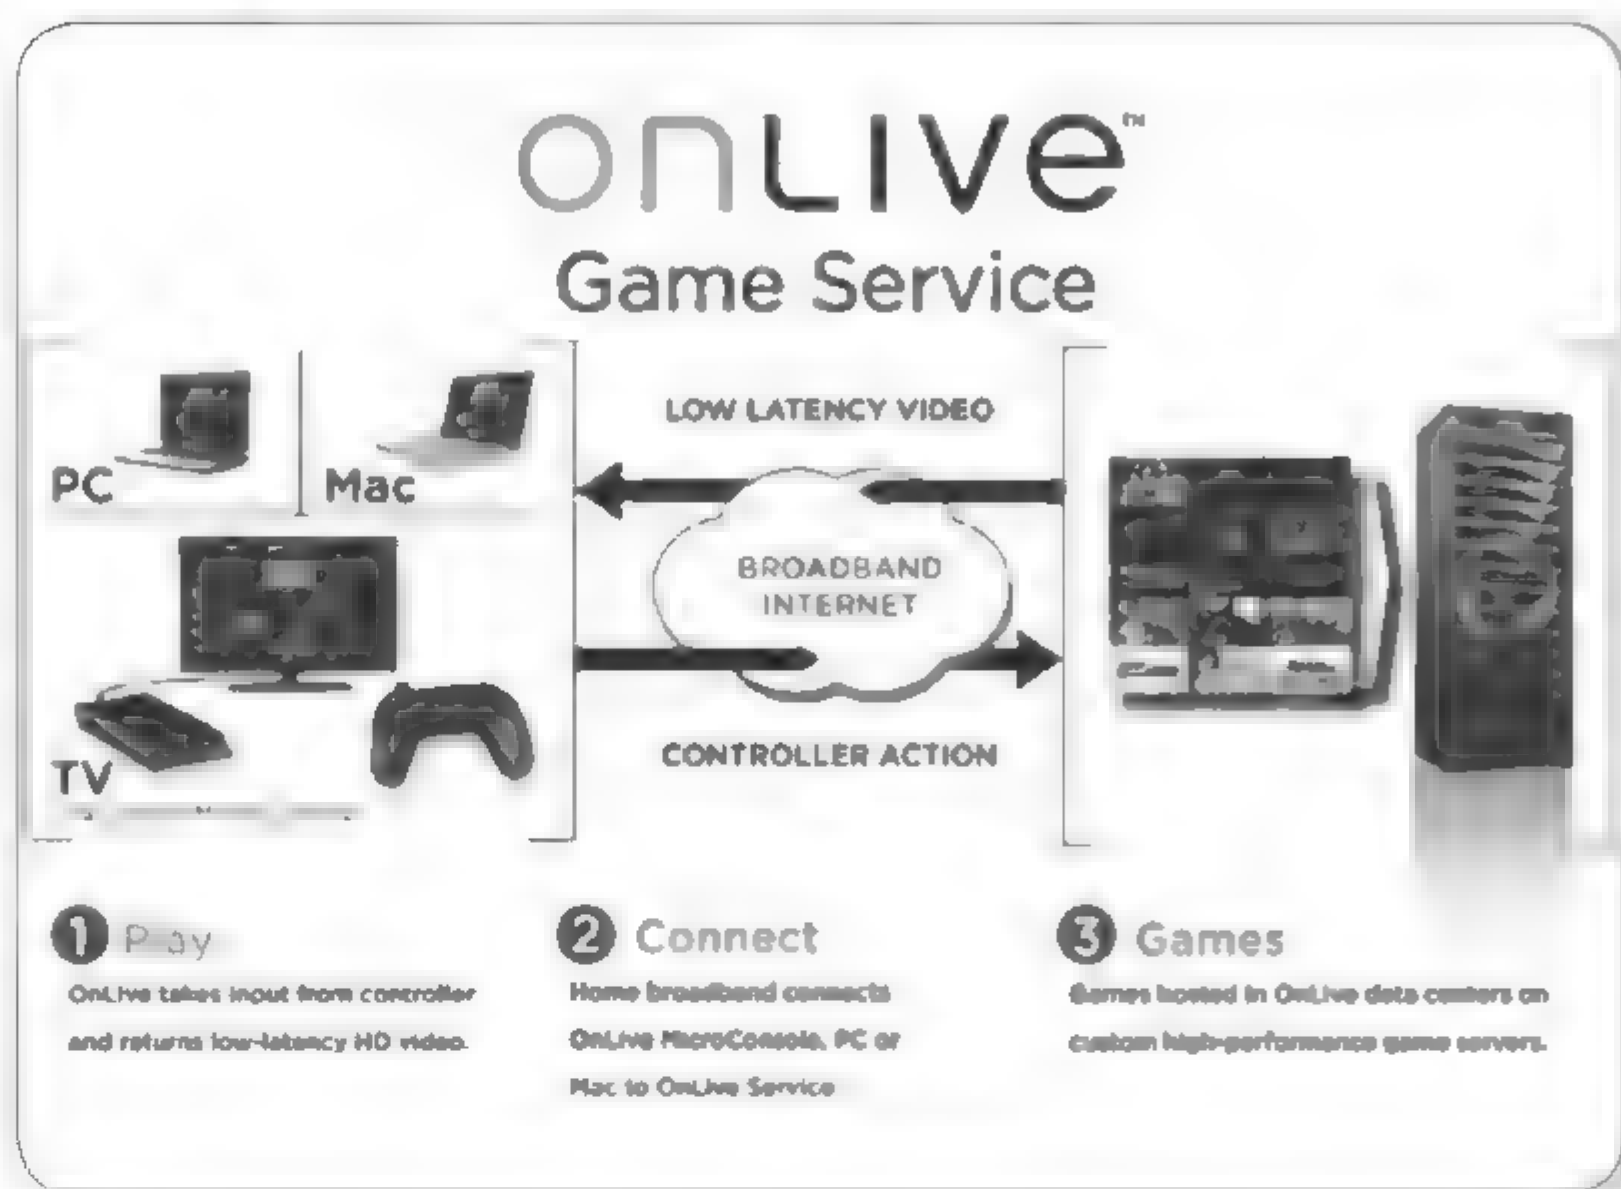 onLIVE™
Game Service
PC
Mac
TV
LOW LATENCY VIDEO
BROADBAND
INTERNET
CONTROLLER ACTION
1 Play
OnLive takes input from controller
and returns low-latency HD video.
2 Connect
Home broadband connects
OnLive MicroConsole, PC or
Mac to OnLive Service
3 Games
Games hosted in OnLive data centers on
custom high-performance game servers.